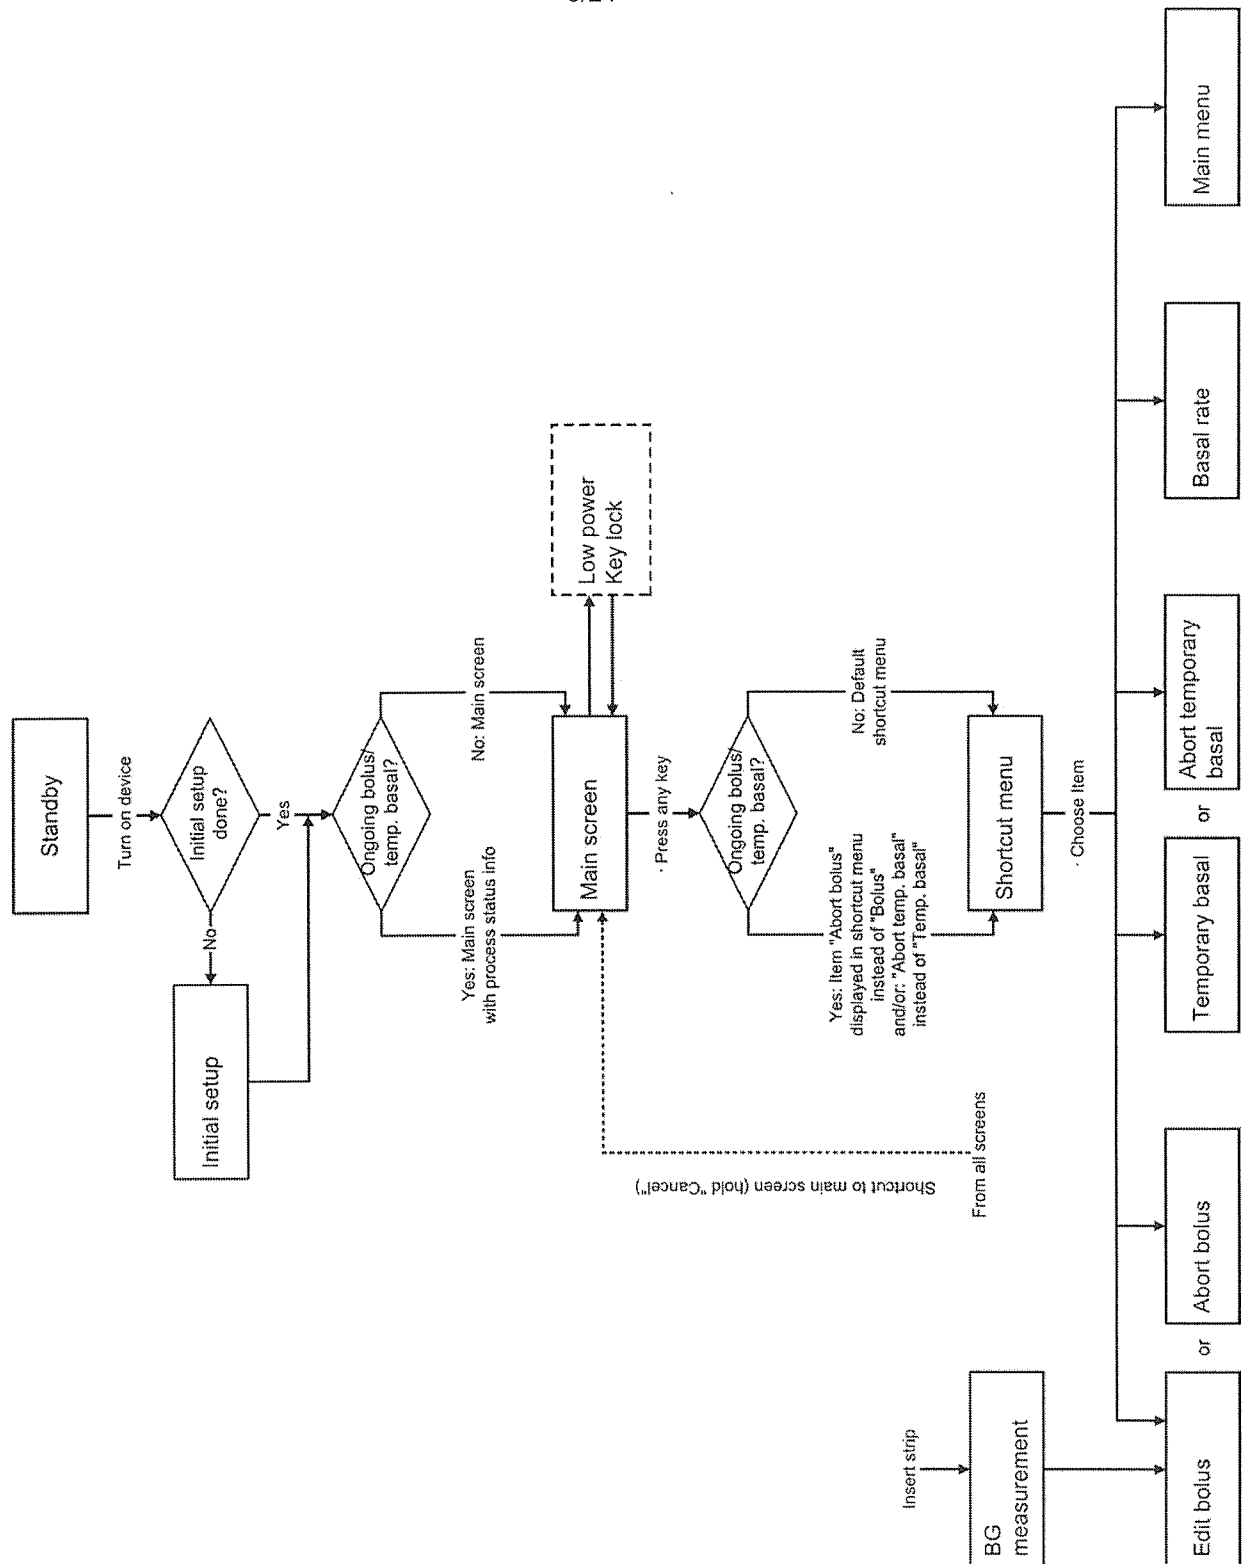 Standby
Turn on device
Initial setup
done?
No
Yes
Initial setup
Ongoing bolus/
temp. basal?
Yes: Main screen
with process status info
No: Main screen
Main screen
Low power
Key lock
Press any key
Ongoing bolus/
temp. basal?
Yes: Item "Abort bolus"
displayed in shortcut menu
instead of "Bolus"
and/or: "Abort temp. basal"
instead of "Temp. basal"
No: Default
shortcut menu
Shortcut to main screen (hold "Cancel")
From all screens
Shortcut menu
Choose Item
Insert strip
BG
measurement
Edit bolus
or
Abort bolus
Temporary basal
or
Abort temporary
basal
Basal rate
Main menu